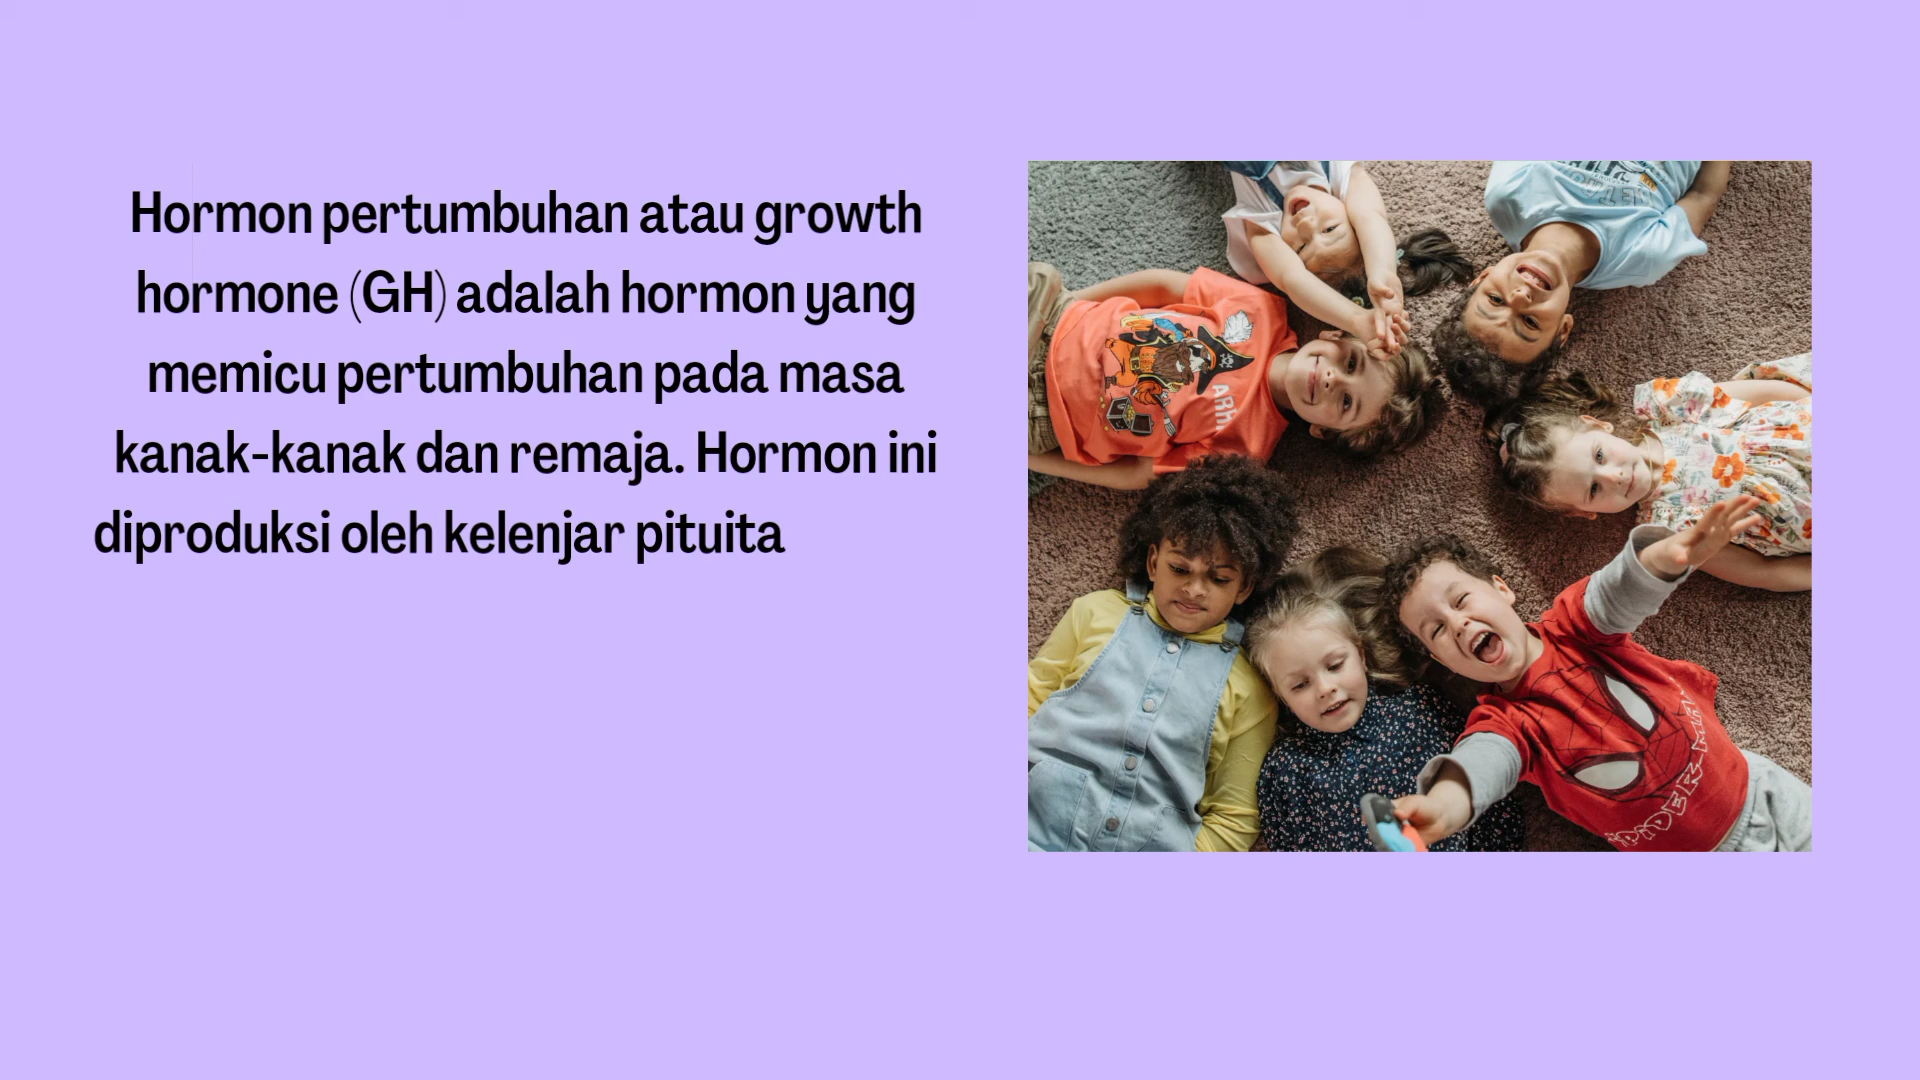 Hormon pertumbuhan atau growth
hormone (GH) adalah hormon yang
memicu pertumbuhan pada masa
kanak-kanak dan remaja. Hormon ini
diproduksi oleh kelenjar pituita